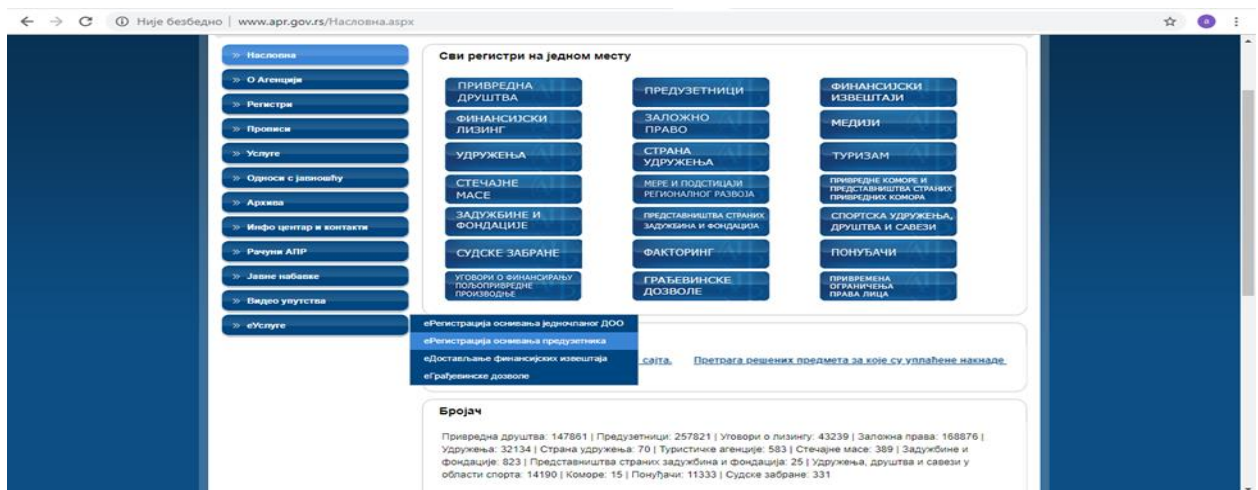 Није безбедно | www.apr.gov.rs/Насловна.aspx
a
» Насловна
» О Агенцији
» Регистри
» Прописи
» Услуге
» Односи с јавношћу
» Архива
» Инфо центар и контакти
» Рачуни АПР
» Јавне набавке
» Видео упутства
» еУслуге
еРегистрација оснивања једночланог ДОО
еРегистрација оснивања предузетника
еДостављање финансијских извештаја
еГрађевинске дозволе
Сви регистри на једном месту
ПРИВРЕДНА
ДРУШТВА
ПРЕДУЗЕТНИЦИ
ФИНАНСИЈСКИ
ИЗВЕШТАЈИ
ФИНАНСИЈСКИ
ЛИЗИНГ
ЗАЛОЖНО
ПРАВО
МЕДИЈИ
УДРУЖЕЊА
СТРАНА
УДРУЖЕЊА
ТУРИЗАМ
СТЕЧАЈНЕ
МАСЕ
МЕРЕ И ПОДСТИЦАЈИ
РЕГИОНАЛНОГ РАЗВОЈА
ПРИВРЕДНЕ КОМОРЕ И
ПРЕДСТАВНИШТВА СТРАНИХ
ПРИВРЕДНИХ КОМОРА
ЗАДУЖБИНЕ И
ФОНДАЦИЈЕ
ПРЕДСТАВНИШТВА СТРАНИХ
ЗАДУЖБИНА И ФОНДАЦИЈА
СПОРТСКА УДРУЖЕЊА,
ДРУШТВА И САВЕЗИ
СУДСКЕ ЗАБРАНЕ
ФАКТОРИНГ
ПОНУЂАЧИ
УГОВОРИ О ФИНАНСИРАЊУ
ПОЉОПРИВРЕДНЕ
ПРОИЗВОДЊЕ
ГРАЂЕВИНСКЕ
ДОЗВОЛЕ
ПРИВРЕМЕНА
ОГРАНИЧЕЊА
ПРАВА ЛИЦА
сајта. Претрага решених предмета за које су уплаћене накнаде
Бројач
Привредна друштва: 147861 | Предузетници: 257821 | Уговори о лизингу: 43239 | Заложна права: 168876 |
Удружења: 32134 | Страна удружења: 70 | Туристичке агенције: 583 | Стечајне масе: 389 | Задужбине и
фондације: 823 | Представништва страних задужбина и фондација: 25 | Удружења, друштва и савези у
области спорта: 14190 | Коморе: 15 | Понуђачи: 11333 | Судске забране: 331